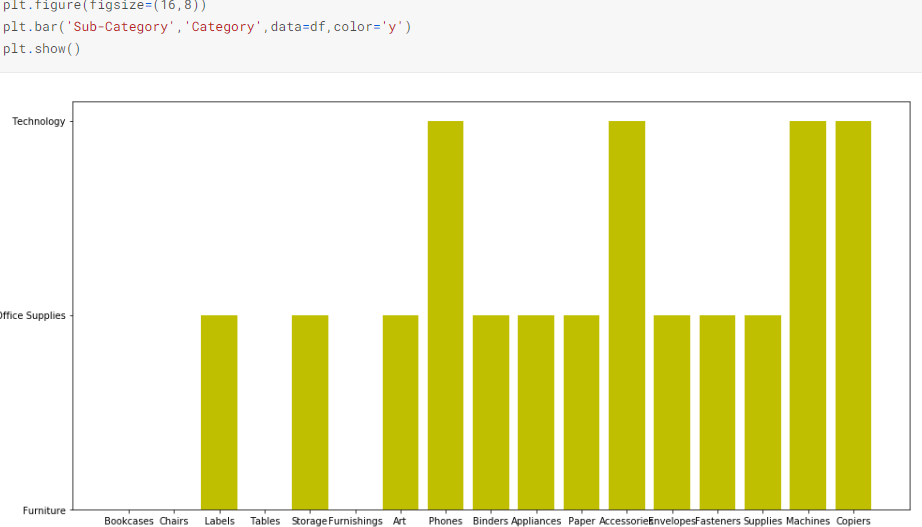 plt.figure(figsize=(16,8))
plt.bar('Sub-Category','Category',data=df,color='y')
plt.show()
Technology
Office Supplies
Furniture
Bookcases Chairs Labels Tables Storage Furnishings Art Phones Binders Appliances Paper Accessories Envelopes Fasteners Supplies Machines Copiers